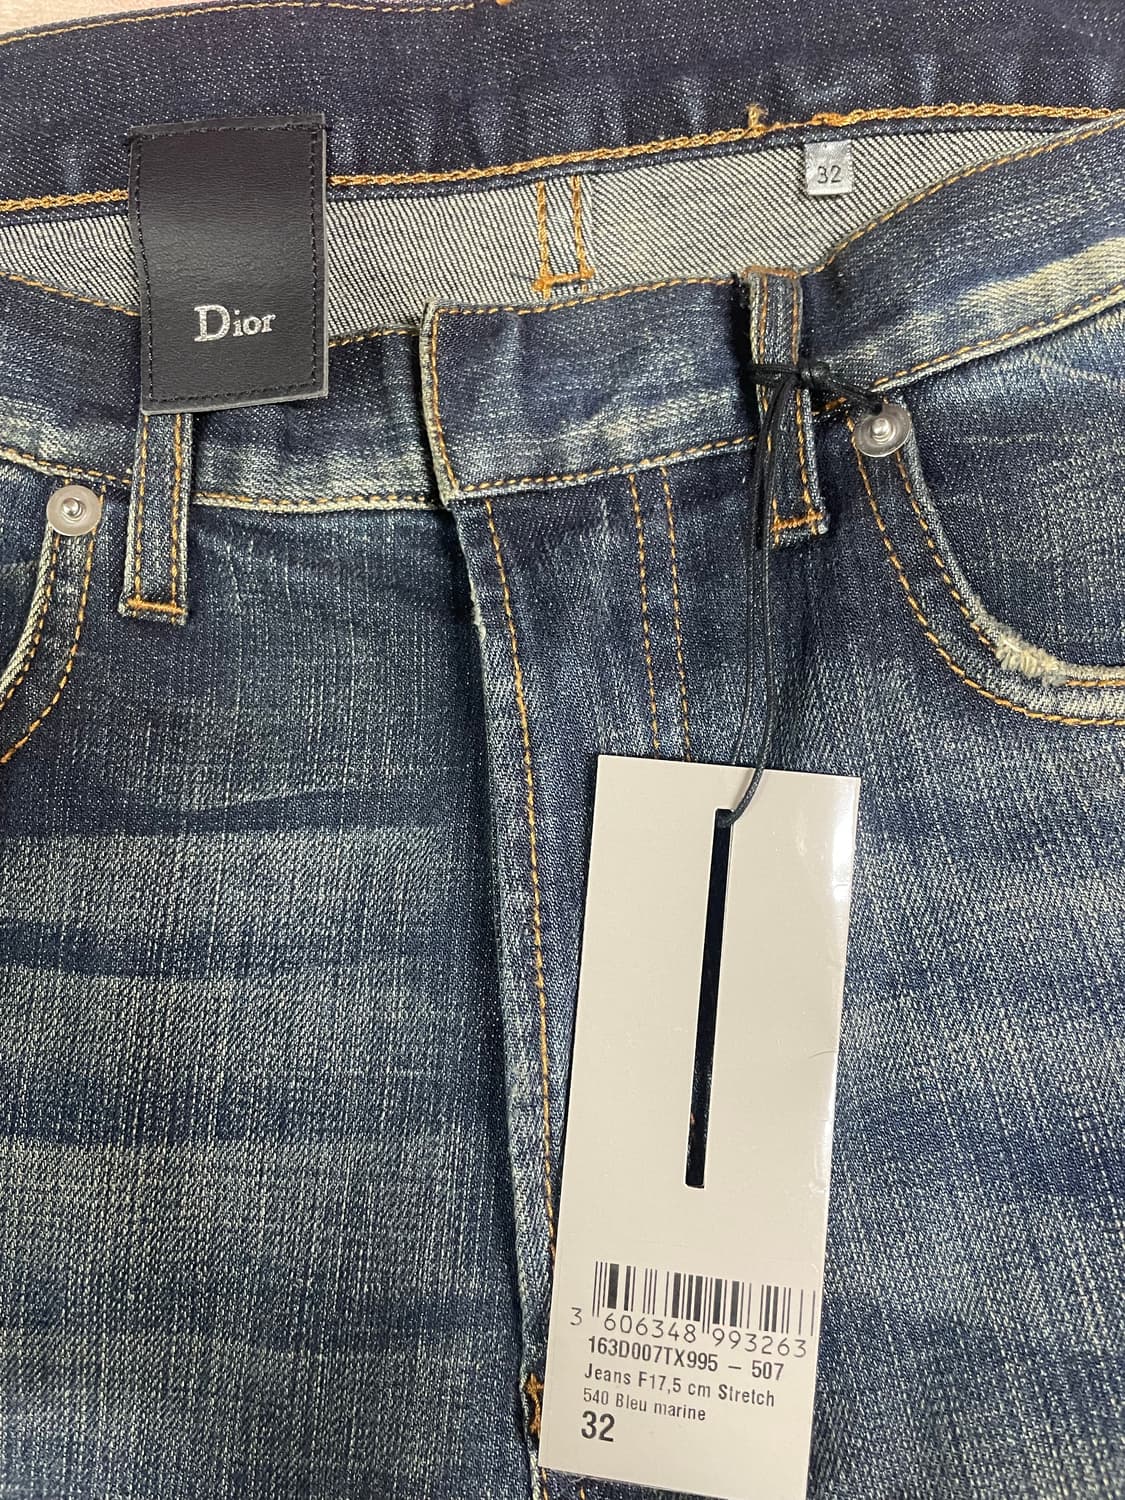 32
Dior
3 606348 993263
163D007TX995 – 507
Jeans F17,5 cm Stretch
540 Bleu marine
32